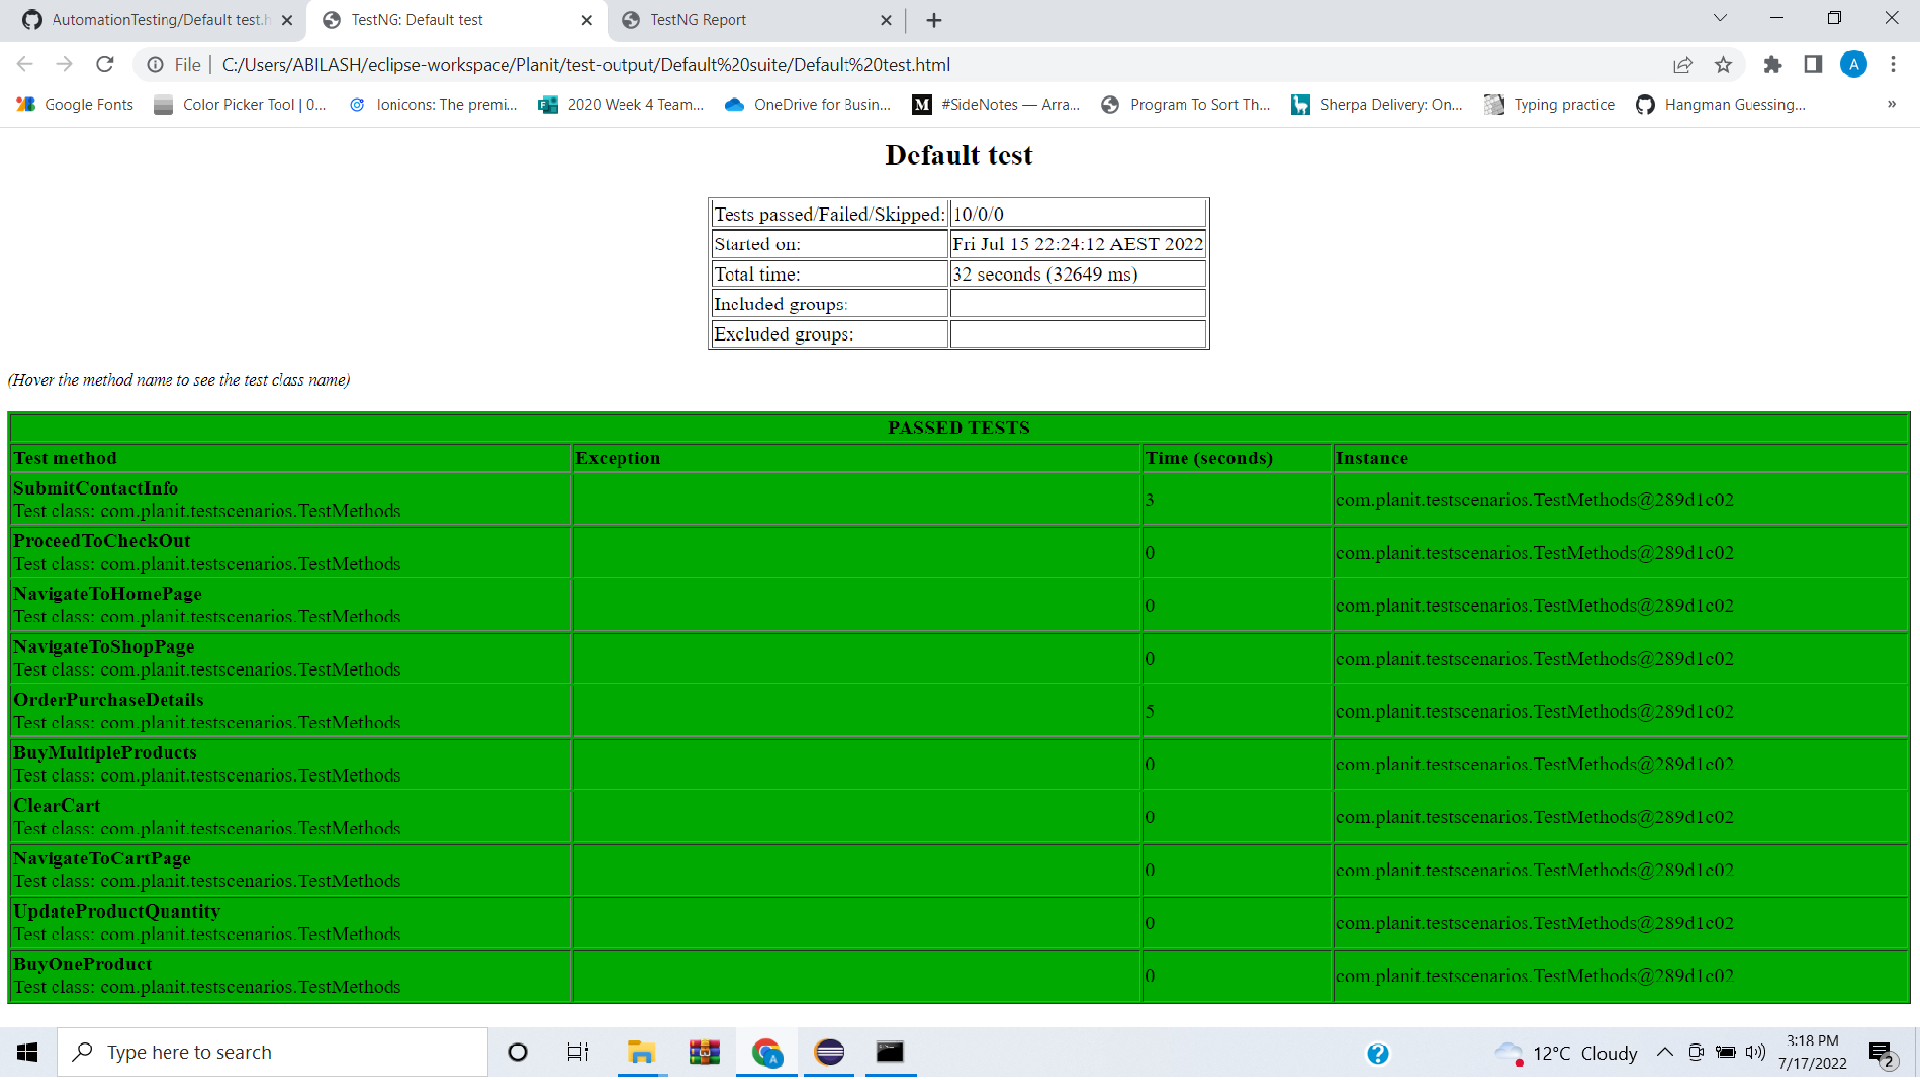 AutomationTesting/Default test.h
TestNG: Default test
TestNG Report
File | C:/Users/ABILASH/eclipse-workspace/Planit/test-output/Default%20suite/Default%20test.html
A
Google Fonts
Color Picker Tool | 0...
Ionicons: The premi...
2020 Week 4 Team...
OneDrive for Busin...
#SideNotes — Arra...
Program To Sort Th...
Sherpa Delivery: On...
Typing practice
Hangman Guessing...
»
Default test
Tests passed/Failed/Skipped: 10/0/0
Started on: Fri Jul 15 22:24:12 AEST 2022
Total time: 32 seconds (32649 ms)
Included groups:
Excluded groups:
(Hover the method name to see the test class name)
PASSED TESTS
Test method Exception Time (seconds) Instance
SubmitContactInfo
Test class: com.planit.testscenarios.TestMethods 3 com.planit.testscenarios.TestMethods@289d1c02
ProceedToCheckOut
Test class: com.planit.testscenarios.TestMethods 0 com.planit.testscenarios.TestMethods@289d1c02
NavigateToHomePage
Test class: com.planit.testscenarios.TestMethods 0 com.planit.testscenarios.TestMethods@289d1c02
NavigateToShopPage
Test class: com.planit.testscenarios.TestMethods 0 com.planit.testscenarios.TestMethods@289d1c02
OrderPurchaseDetails
Test class: com.planit.testscenarios.TestMethods 5 com.planit.testscenarios.TestMethods@289d1c02
BuyMultipleProducts
Test class: com.planit.testscenarios.TestMethods 0 com.planit.testscenarios.TestMethods@289d1c02
ClearCart
Test class: com.planit.testscenarios.TestMethods 0 com.planit.testscenarios.TestMethods@289d1c02
NavigateToCartPage
Test class: com.planit.testscenarios.TestMethods 0 com.planit.testscenarios.TestMethods@289d1c02
UpdateProductQuantity
Test class: com.planit.testscenarios.TestMethods 0 com.planit.testscenarios.TestMethods@289d1c02
BuyOneProduct
Test class: com.planit.testscenarios.TestMethods 0 com.planit.testscenarios.TestMethods@289d1c02
Type here to search
12°C Cloudy
3:18 PM
7/17/2022
2